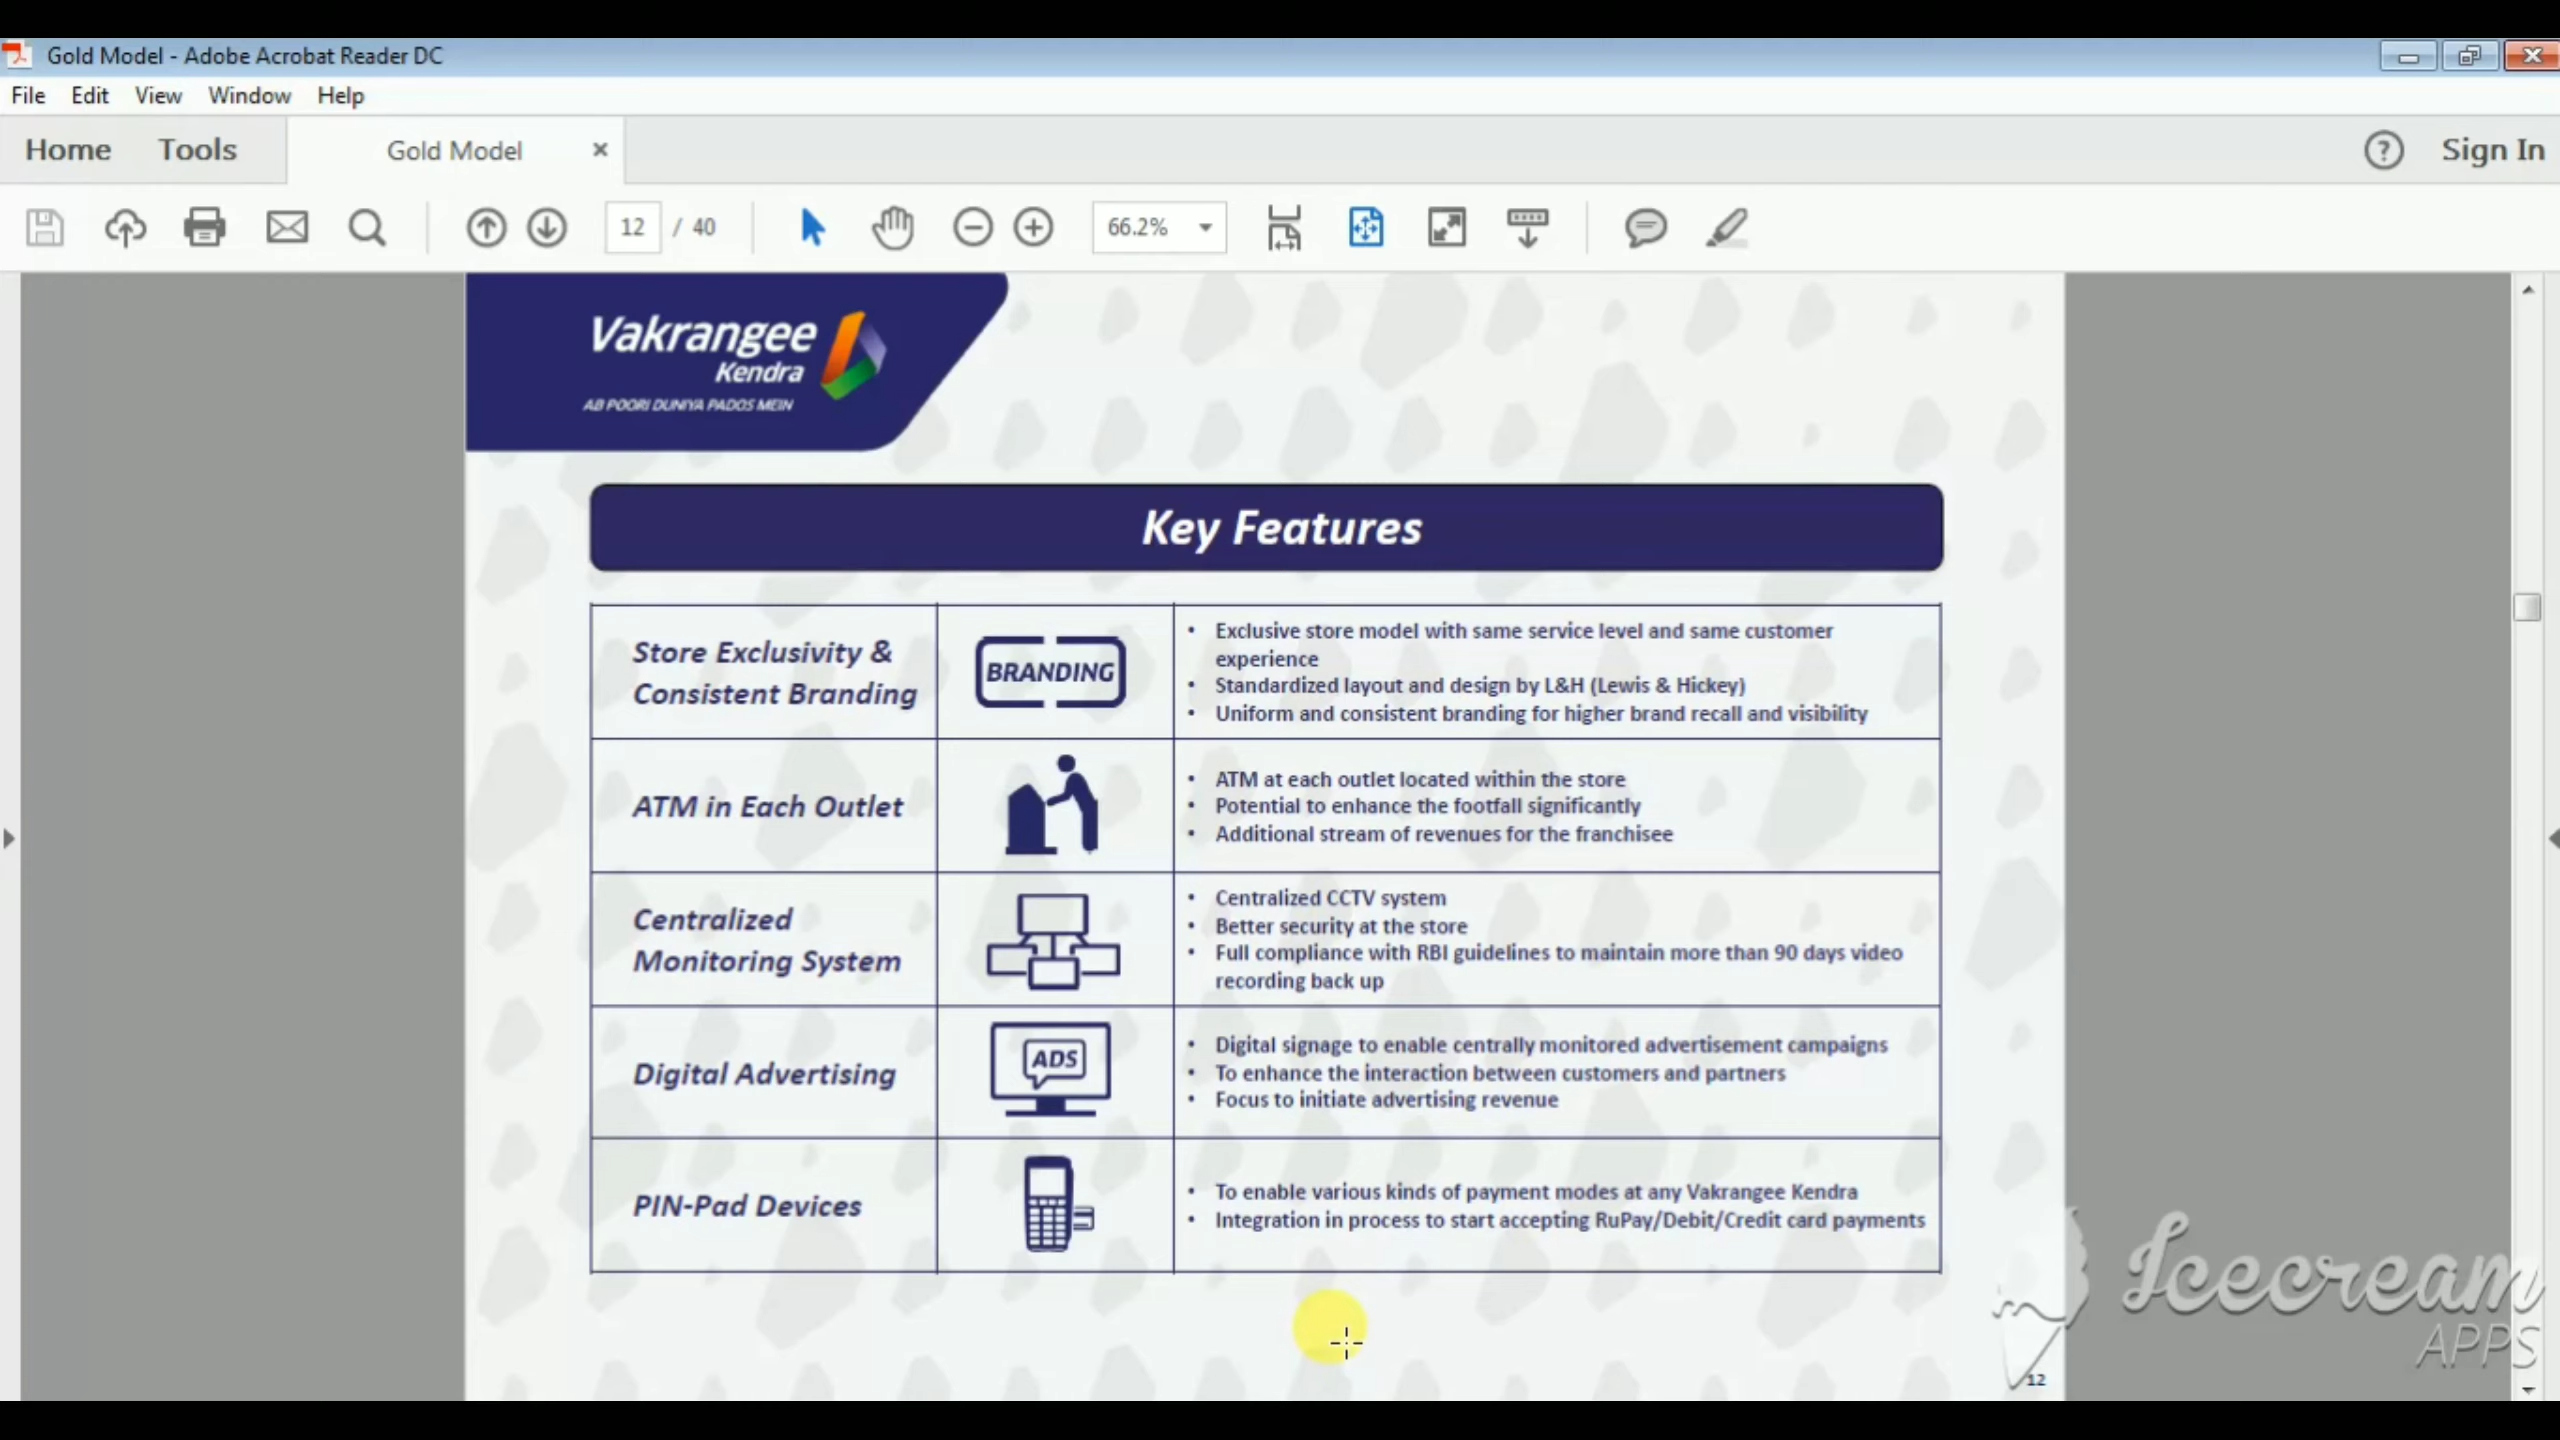 Gold Model - Adobe Acrobat Reader DC
File Edit View Window Help
Home Tools Gold Model Sign In
12 / 40 66.2%
Vakrangee
Kendra
AB POORI DUNIYA PADOS MEIN
Key Features
Store Exclusivity &
Consistent Branding
BRANDING
• Exclusive store model with same service level and same customer
experience
• Standardized layout and design by L&H (Lewis & Hickey)
• Uniform and consistent branding for higher brand recall and visibility
ATM in Each Outlet
• ATM at each outlet located within the store
• Potential to enhance the footfall significantly
• Additional stream of revenues for the franchisee
Centralized
Monitoring System
• Centralized CCTV system
• Better security at the store
• Full compliance with RBI guidelines to maintain more than 90 days video
recording back up
Digital Advertising
ADS
• Digital signage to enable centrally monitored advertisement campaigns
• To enhance the interaction between customers and partners
• Focus to initiate advertising revenue
PIN-Pad Devices
• To enable various kinds of payment modes at any Vakrangee Kendra
• Integration in process to start accepting RuPay/Debit/Credit card payments
Icecream
APPS
12